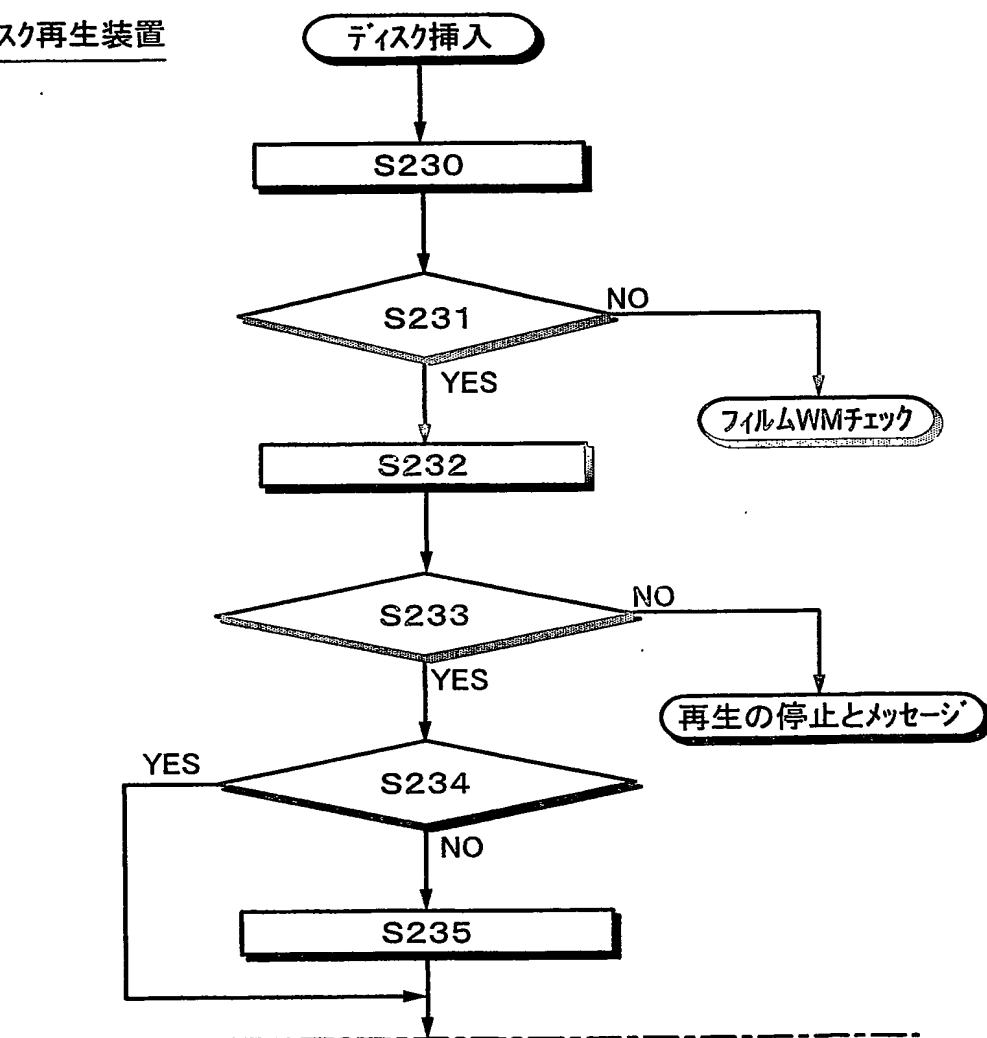 スク再生装置
ディスク挿入
S230
S231
NO
YES
フィルムWMチェック
S232
S233
NO
YES
再生の停止とメッセージ
YES
S234
NO
S235